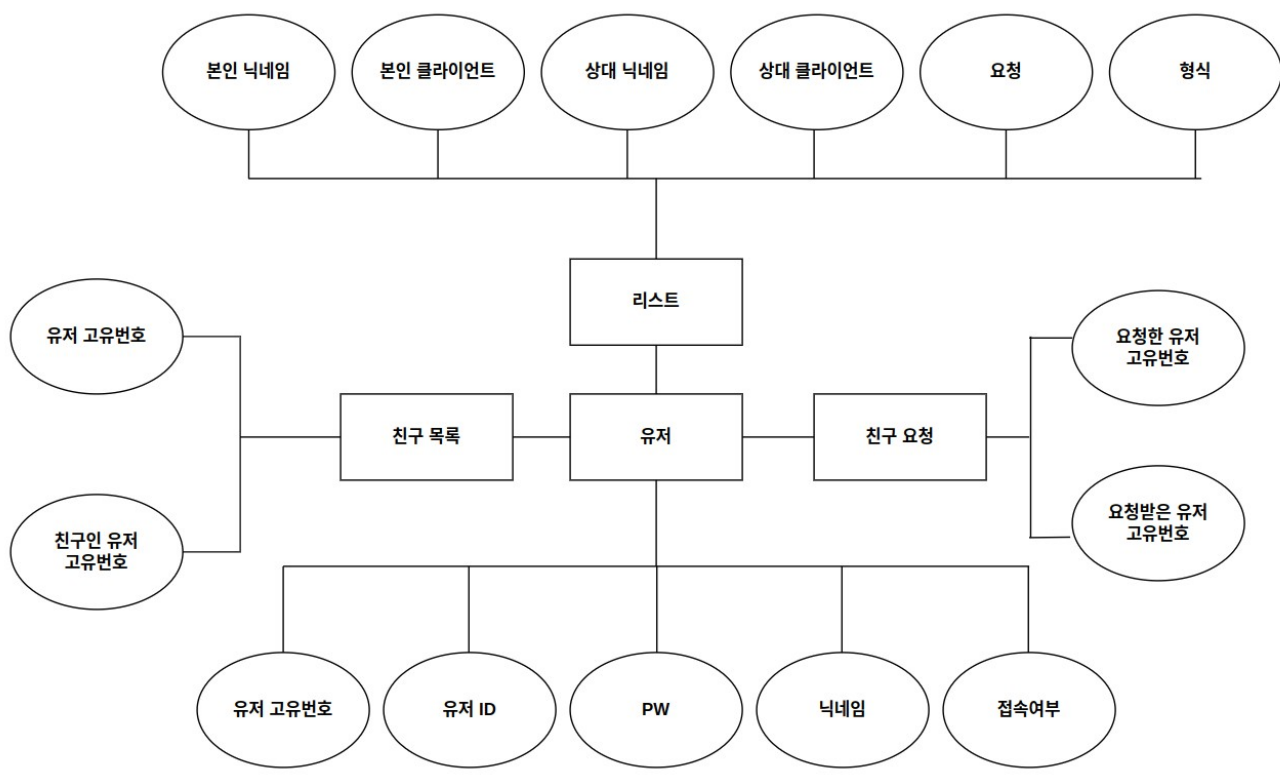 본인 닉네임
본인 클라이언트
상대 닉네임
상대 클라이언트
요청
형식
리스트
유저 고유번호
요청한 유저
고유번호
친구 목록
유저
친구 요청
친구인 유저
고유번호
요청받은 유저
고유번호
유저 고유번호
유저 ID
PW
닉네임
접속여부